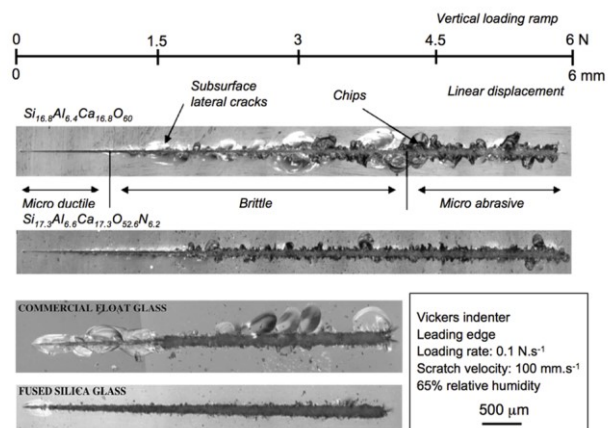 Vertical loading ramp
0 1.5 3 4.5 6 N
0 6 mm
Linear displacement
Subsurface
lateral cracks
Chips
Si16.8Al6.4Ca16.8O60
Micro ductile Brittle Micro abrasive
Si17.3Al6.6Ca17.3O52.6N6.2
COMMERCIAL FLOAT GLASS
FUSED SILICA GLASS
Vickers indenter
Leading edge
Loading rate: 0.1 N.s-1
Scratch velocity: 100 mm.s-1
65% relative humidity
500 µm